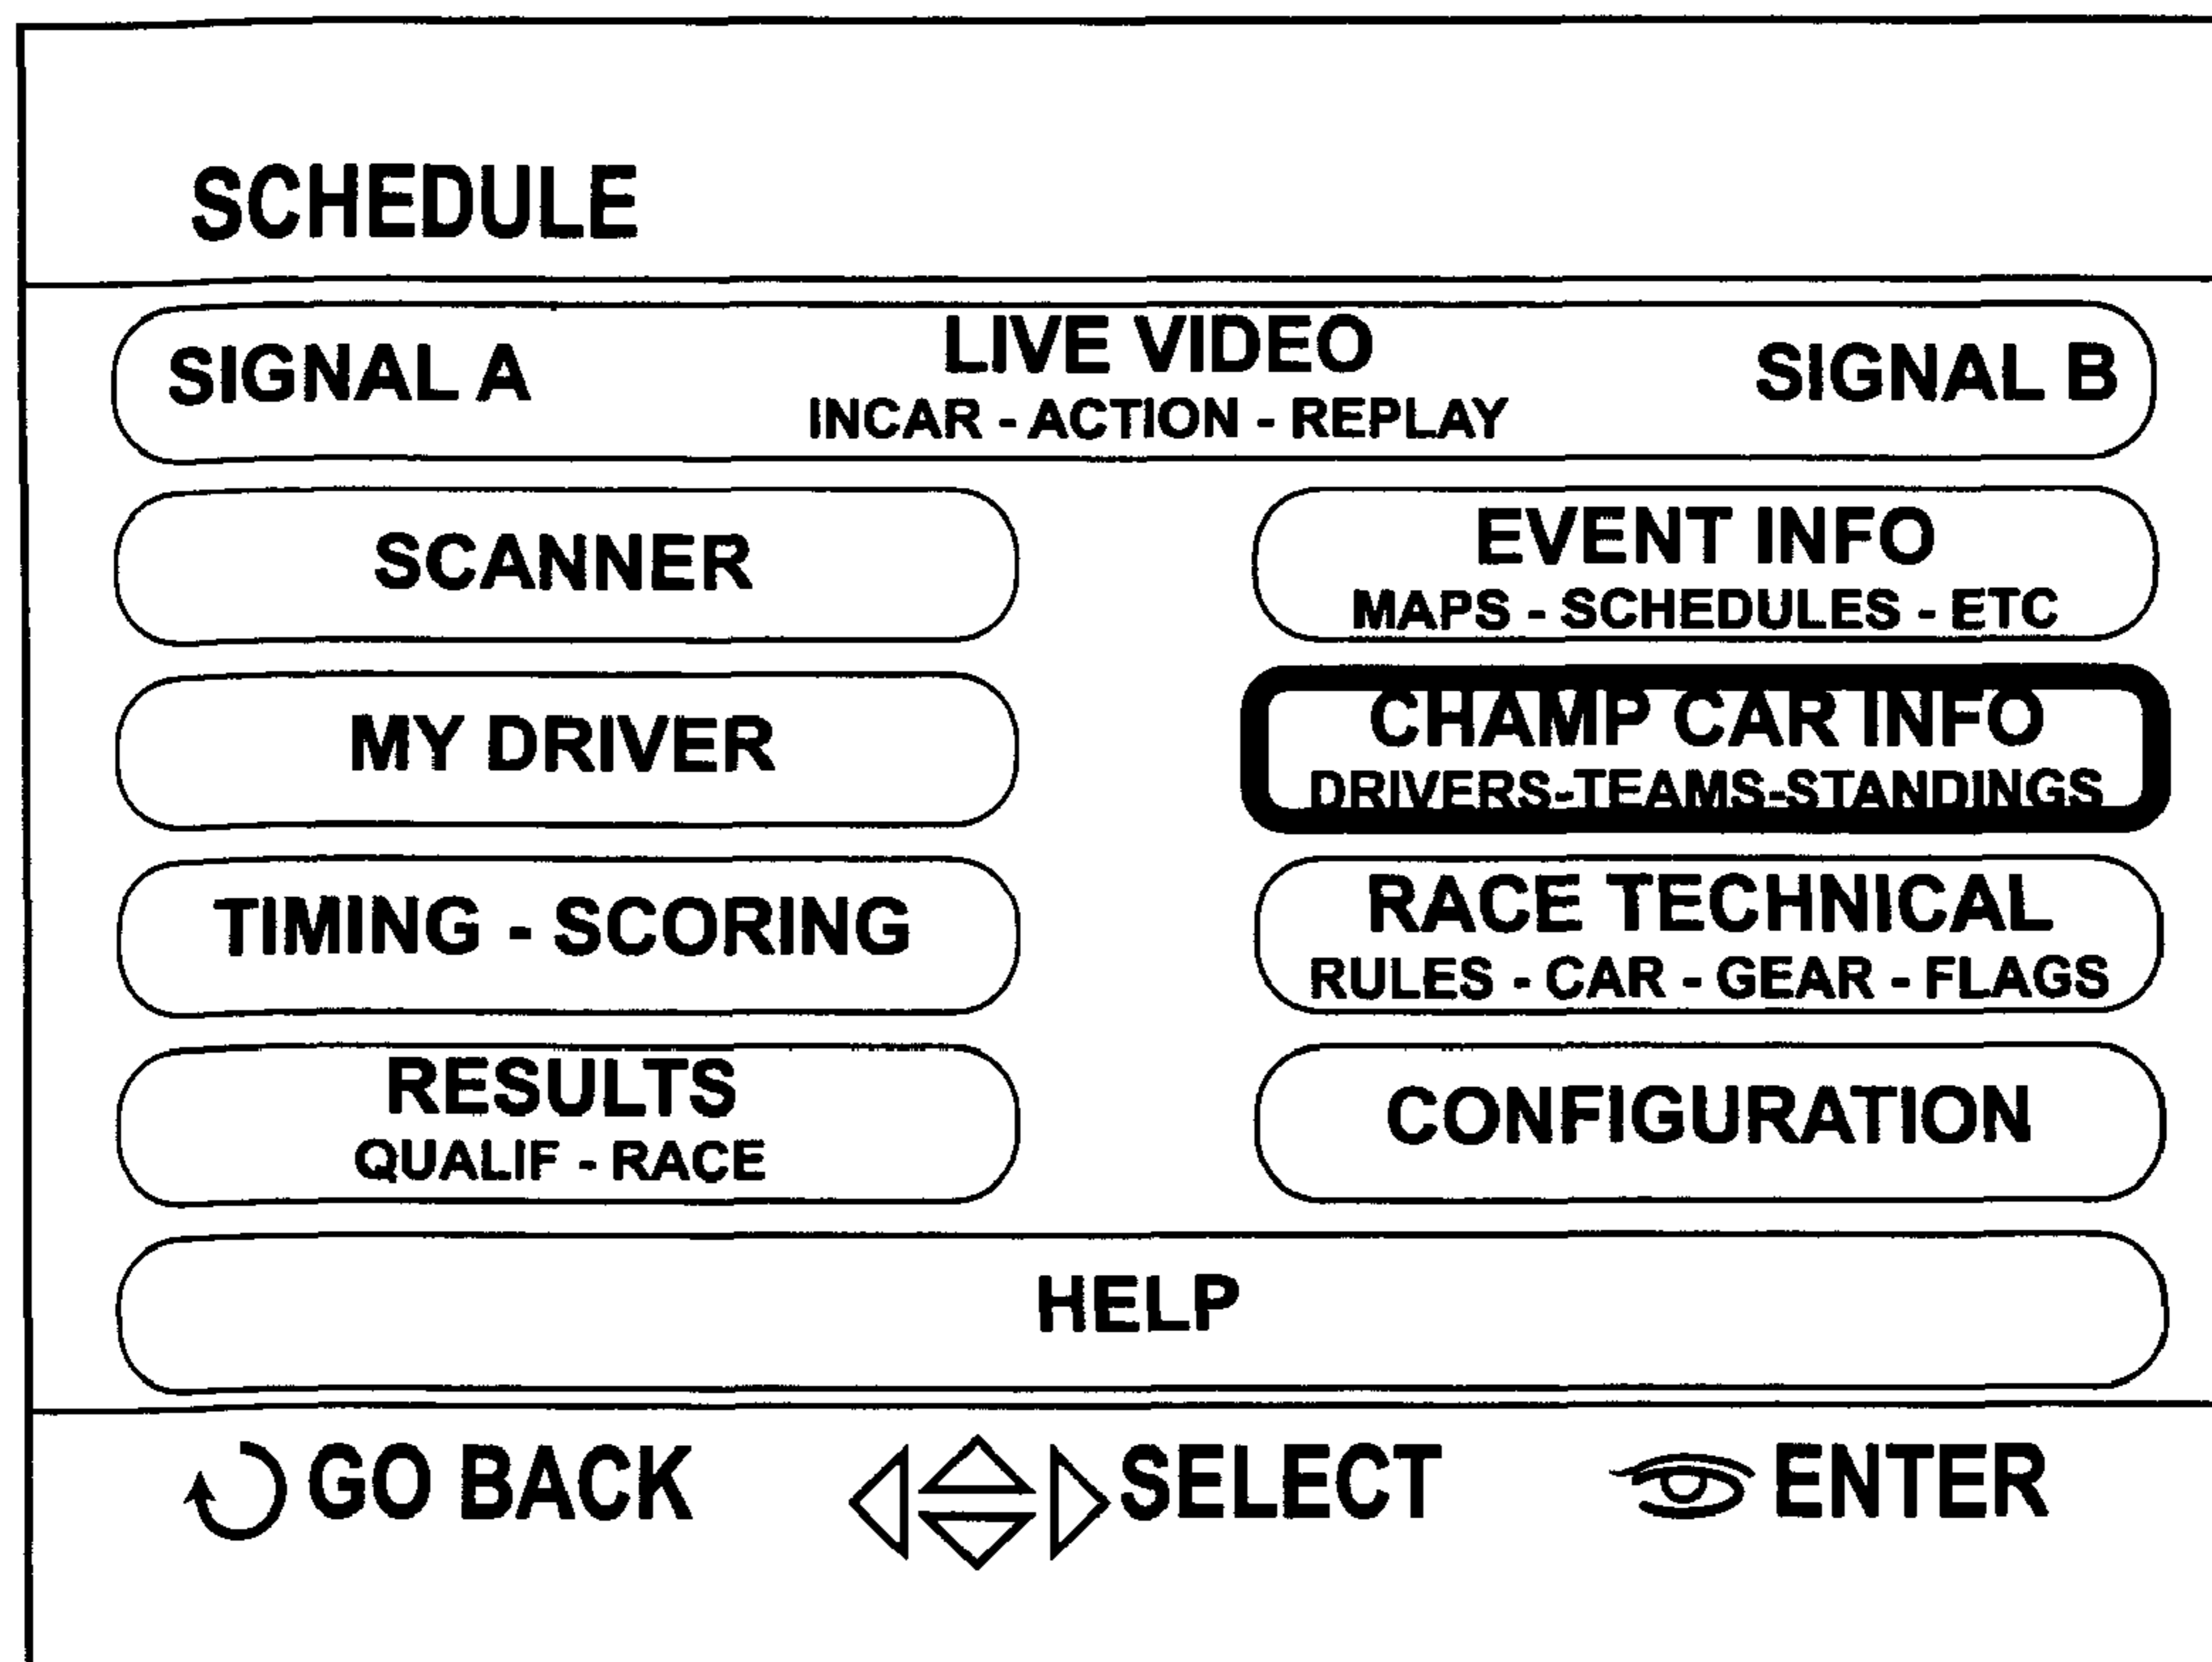 SCHEDULE
SIGNAL A LIVE VIDEO SIGNAL B
INCAR - ACTION - REPLAY
SCANNER
EVENT INFO
MAPS - SCHEDULES - ETC
MY DRIVER
CHAMP CAR INFO
DRIVERS-TEAMS-STANDINGS
TIMING - SCORING
RACE TECHNICAL
RULES - CAR - GEAR - FLAGS
RESULTS
QUALIF - RACE
CONFIGURATION
HELP
GO BACK SELECT ENTER